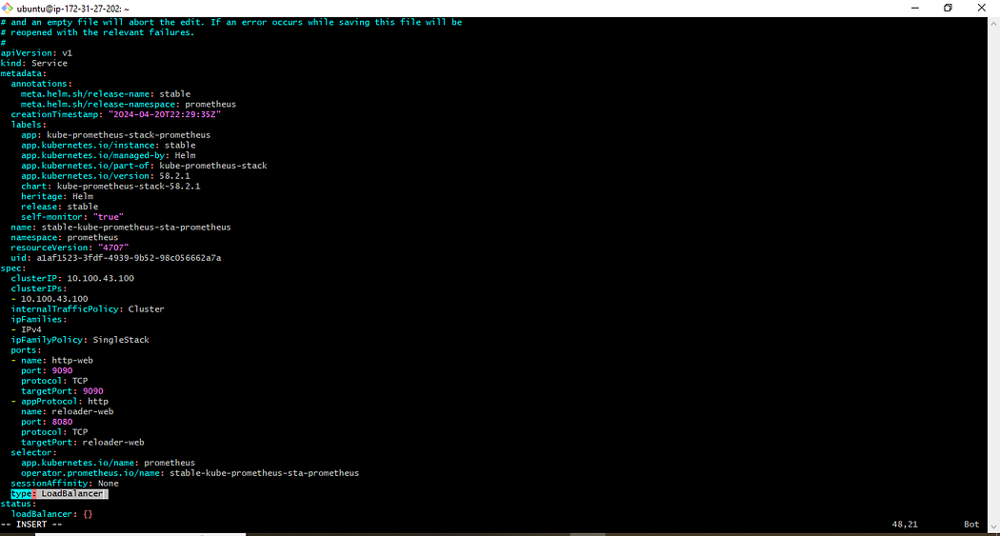 ubuntu@ip-172-31-27-202: ~
# and an empty file will abort the edit. If an error occurs while saving this file will be
# reopened with the relevant failures.
#
apiVersion: v1
kind: Service
metadata:
  annotations:
    meta.helm.sh/release-name: stable
    meta.helm.sh/release-namespace: prometheus
  creationTimestamp: "2024-04-20T22:29:35Z"
  labels:
    app: kube-prometheus-stack-prometheus
    app.kubernetes.io/instance: stable
    app.kubernetes.io/managed-by: Helm
    app.kubernetes.io/part-of: kube-prometheus-stack
    app.kubernetes.io/version: 58.2.1
    chart: kube-prometheus-stack-58.2.1
    heritage: Helm
    release: stable
    self-monitor: "true"
  name: stable-kube-prometheus-sta-prometheus
  namespace: prometheus
  resourceVersion: "4707"
  uid: a1af1523-3fdf-4939-9b52-98c056662a7a
spec:
  clusterIP: 10.100.43.100
  clusterIPs:
  - 10.100.43.100
  internalTrafficPolicy: Cluster
  ipFamilies:
  - IPv4
  ipFamilyPolicy: SingleStack
  ports:
  - name: http-web
    port: 9090
    protocol: TCP
    targetPort: 9090
  - appProtocol: http
    name: reloader-web
    port: 8080
    protocol: TCP
    targetPort: reloader-web
  selector:
    app.kubernetes.io/name: prometheus
    operator.prometheus.io/name: stable-kube-prometheus-sta-prometheus
  sessionAffinity: None
  type: LoadBalancer
status:
  loadBalancer: {}
-- INSERT -- 48,21 Bot